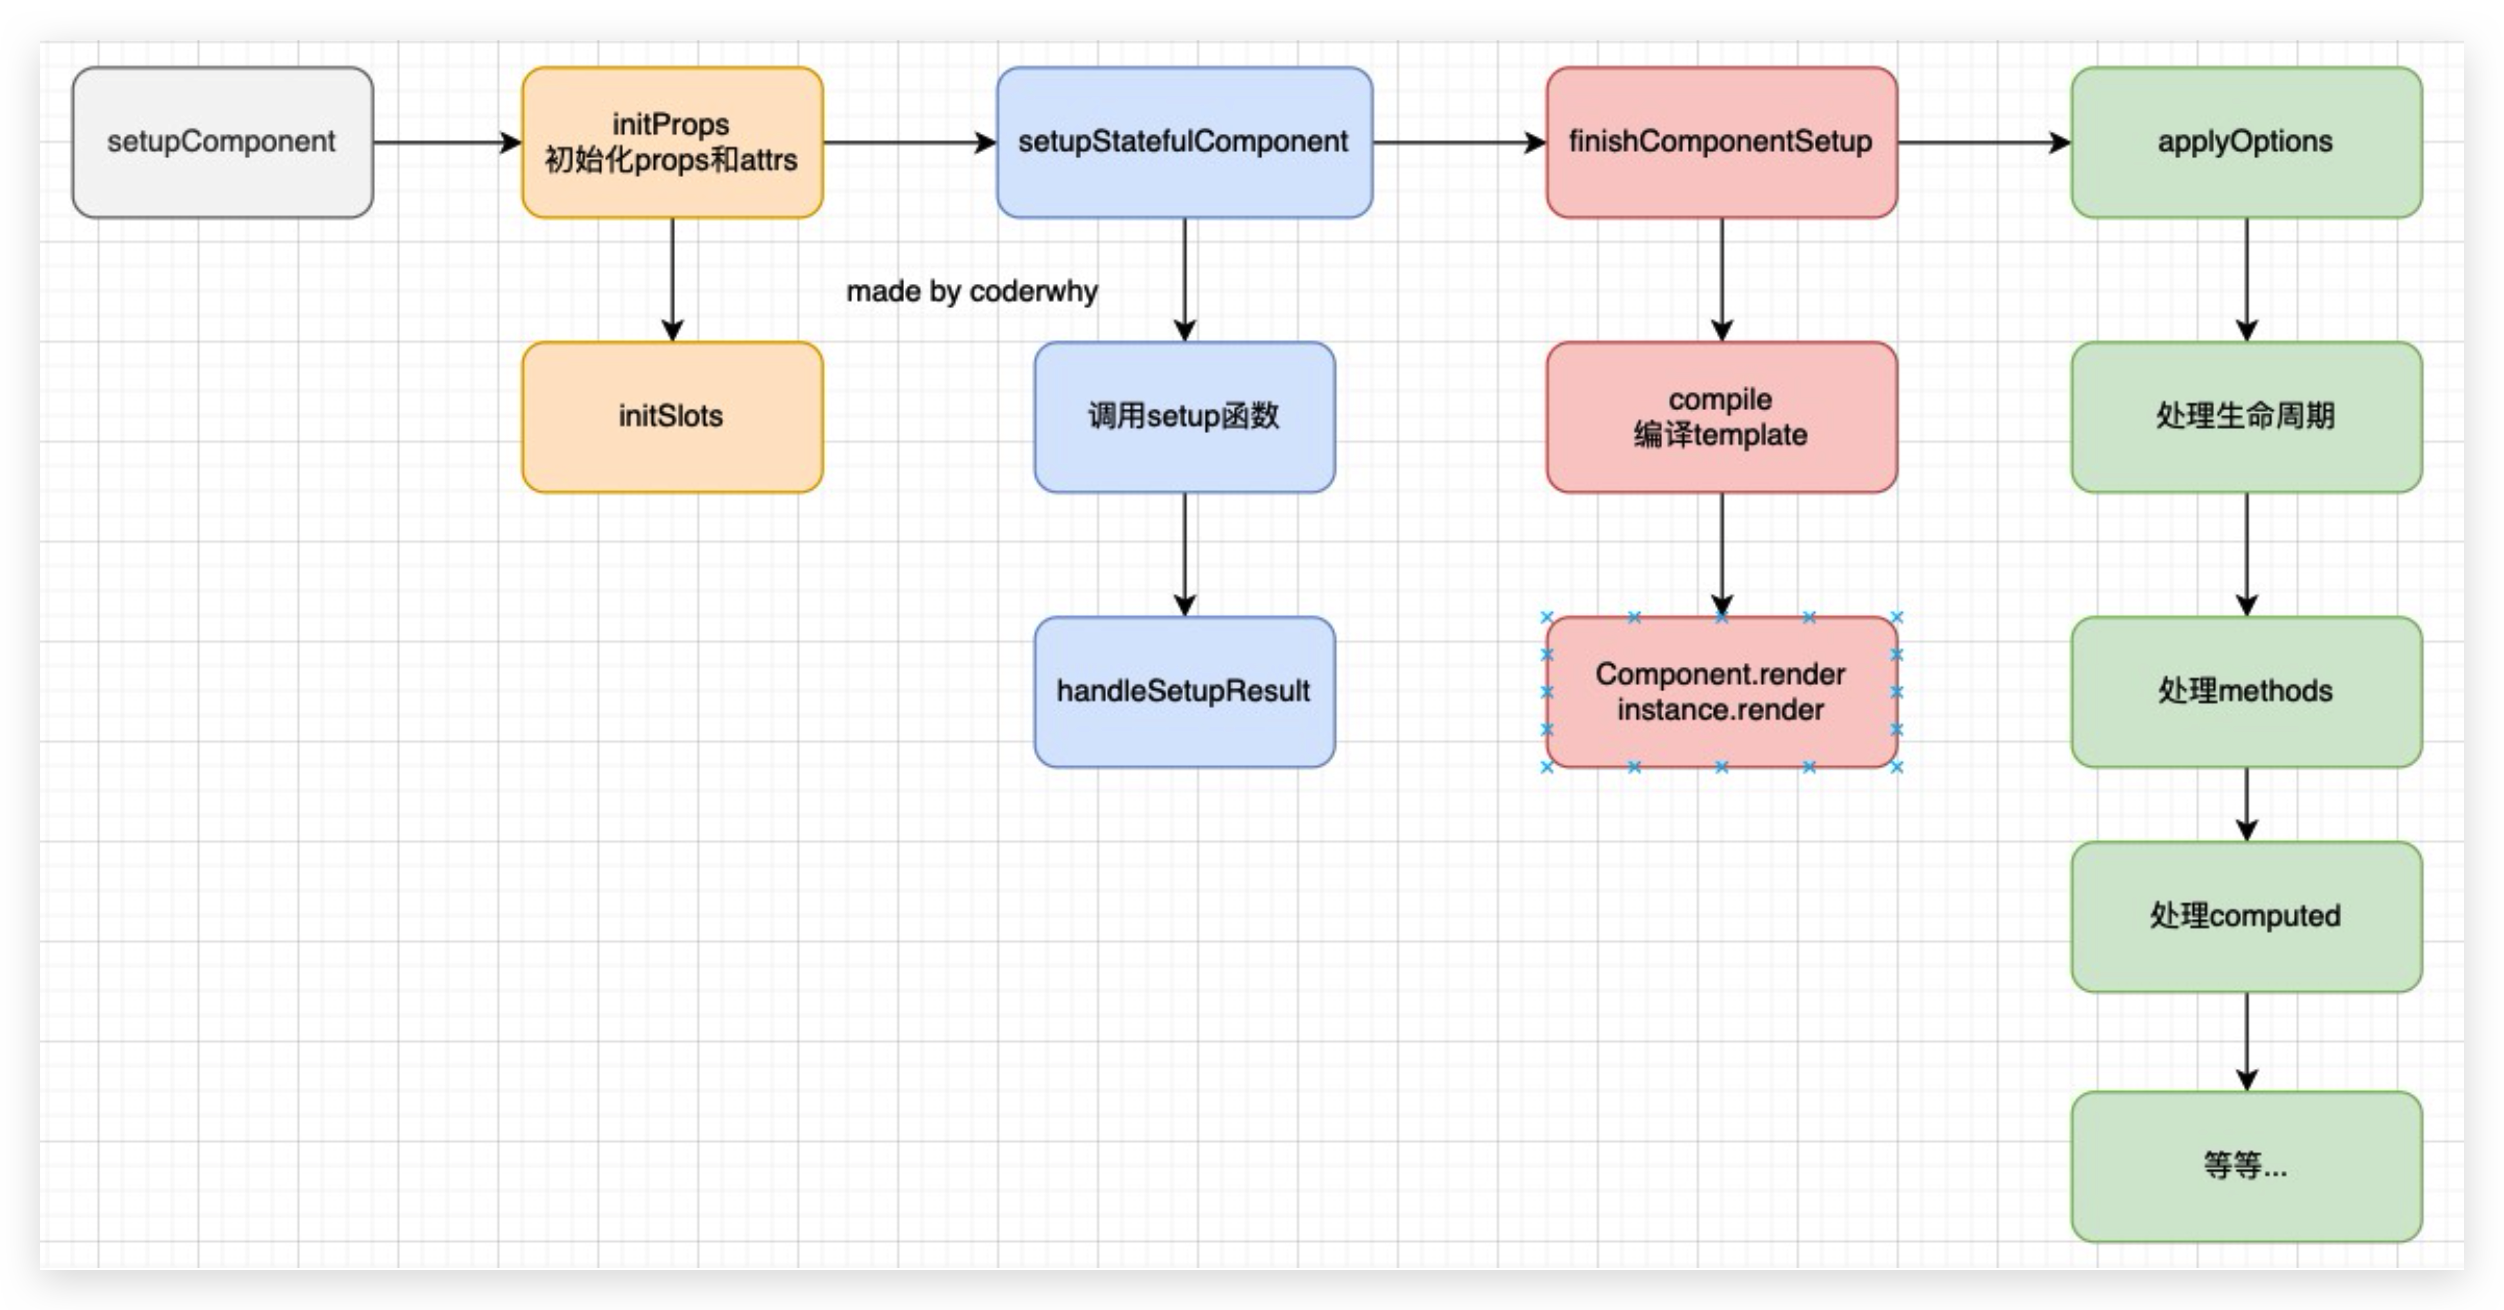 setupComponent
initProps
初始化props和attrs
setupStatefulComponent
finishComponentSetup
applyOptions
made by coderwhy
initSlots
调用setup函数
compile
编译template
处理生命周期
handleSetupResult
Component.render
instance.render
处理methods
处理computed
等等...